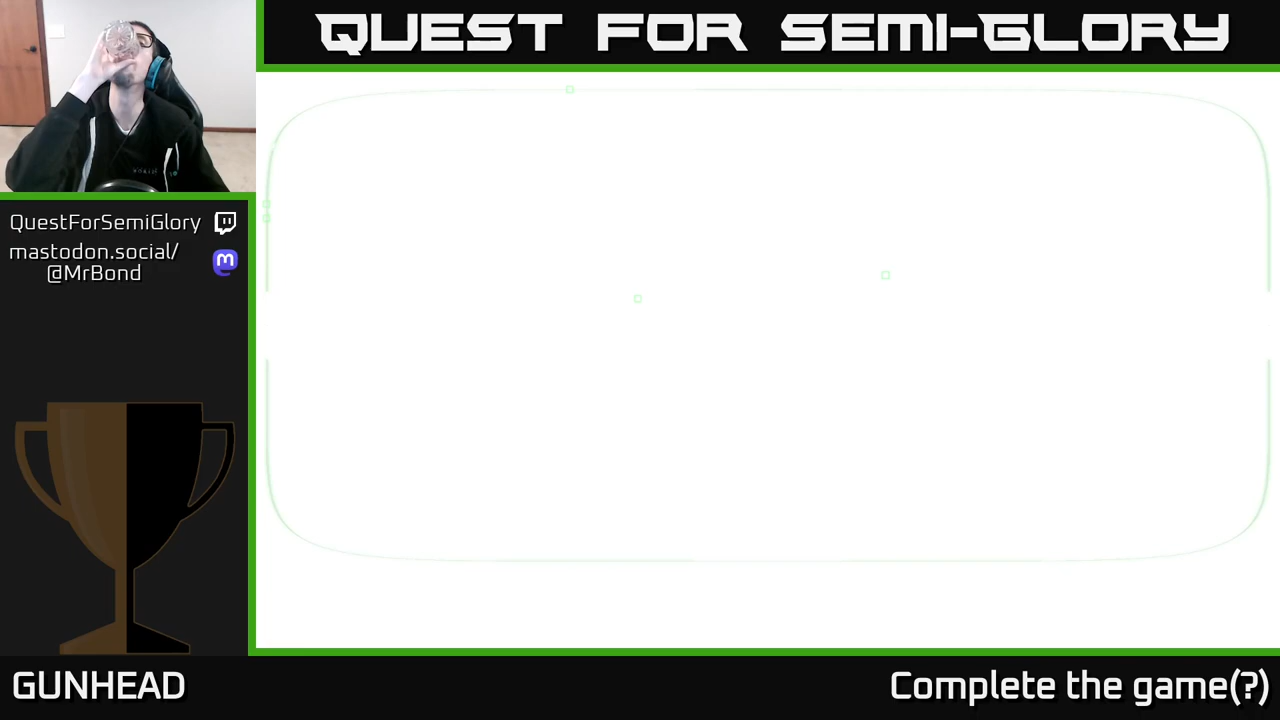 QUEST FOR SEMI-GLORY
QuestForSemiGlory
mastodon.social/
@MrBond
GUNHEAD
Complete the game(?)